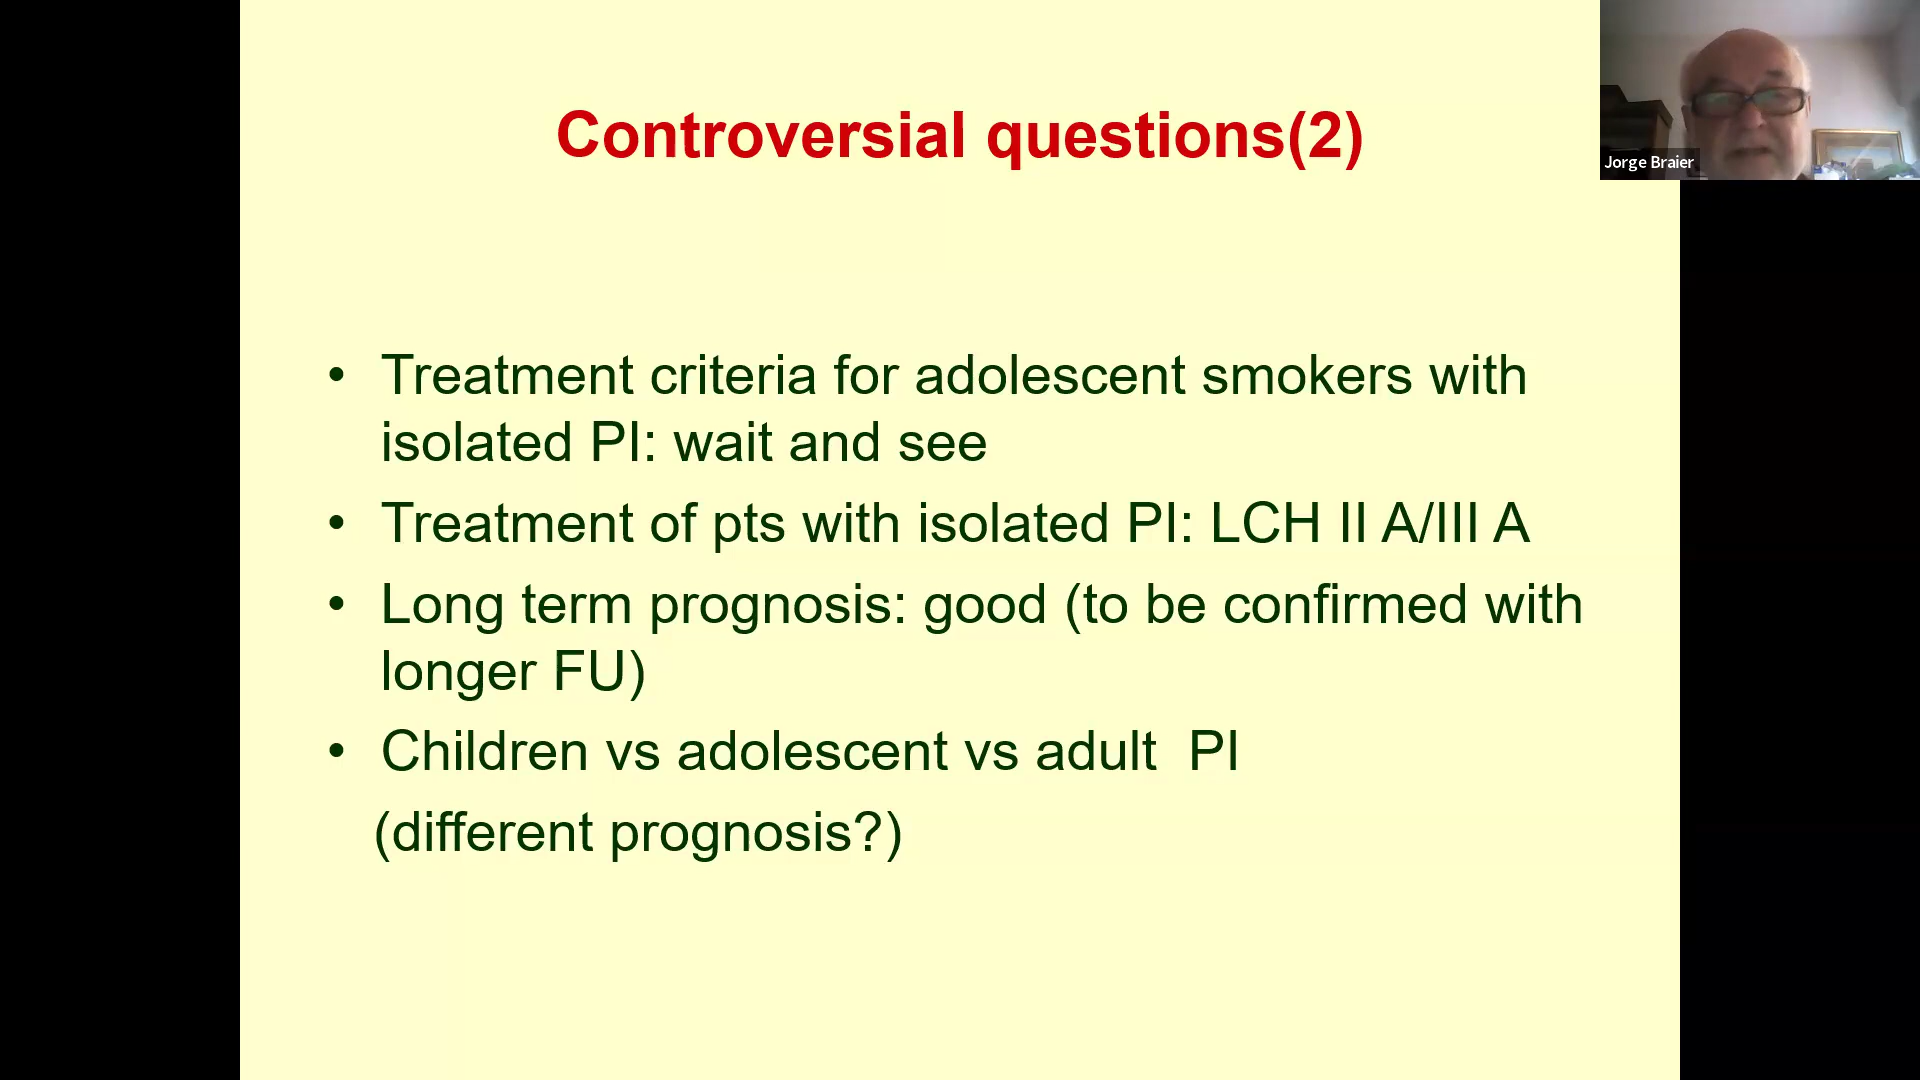 Controversial questions(2)
Jorge Braier
• Treatment criteria for adolescent smokers with
isolated PI: wait and see
• Treatment of pts with isolated PI: LCH II A/III A
• Long term prognosis: good (to be confirmed with
longer FU)
• Children vs adolescent vs adult  PI
(different prognosis?)